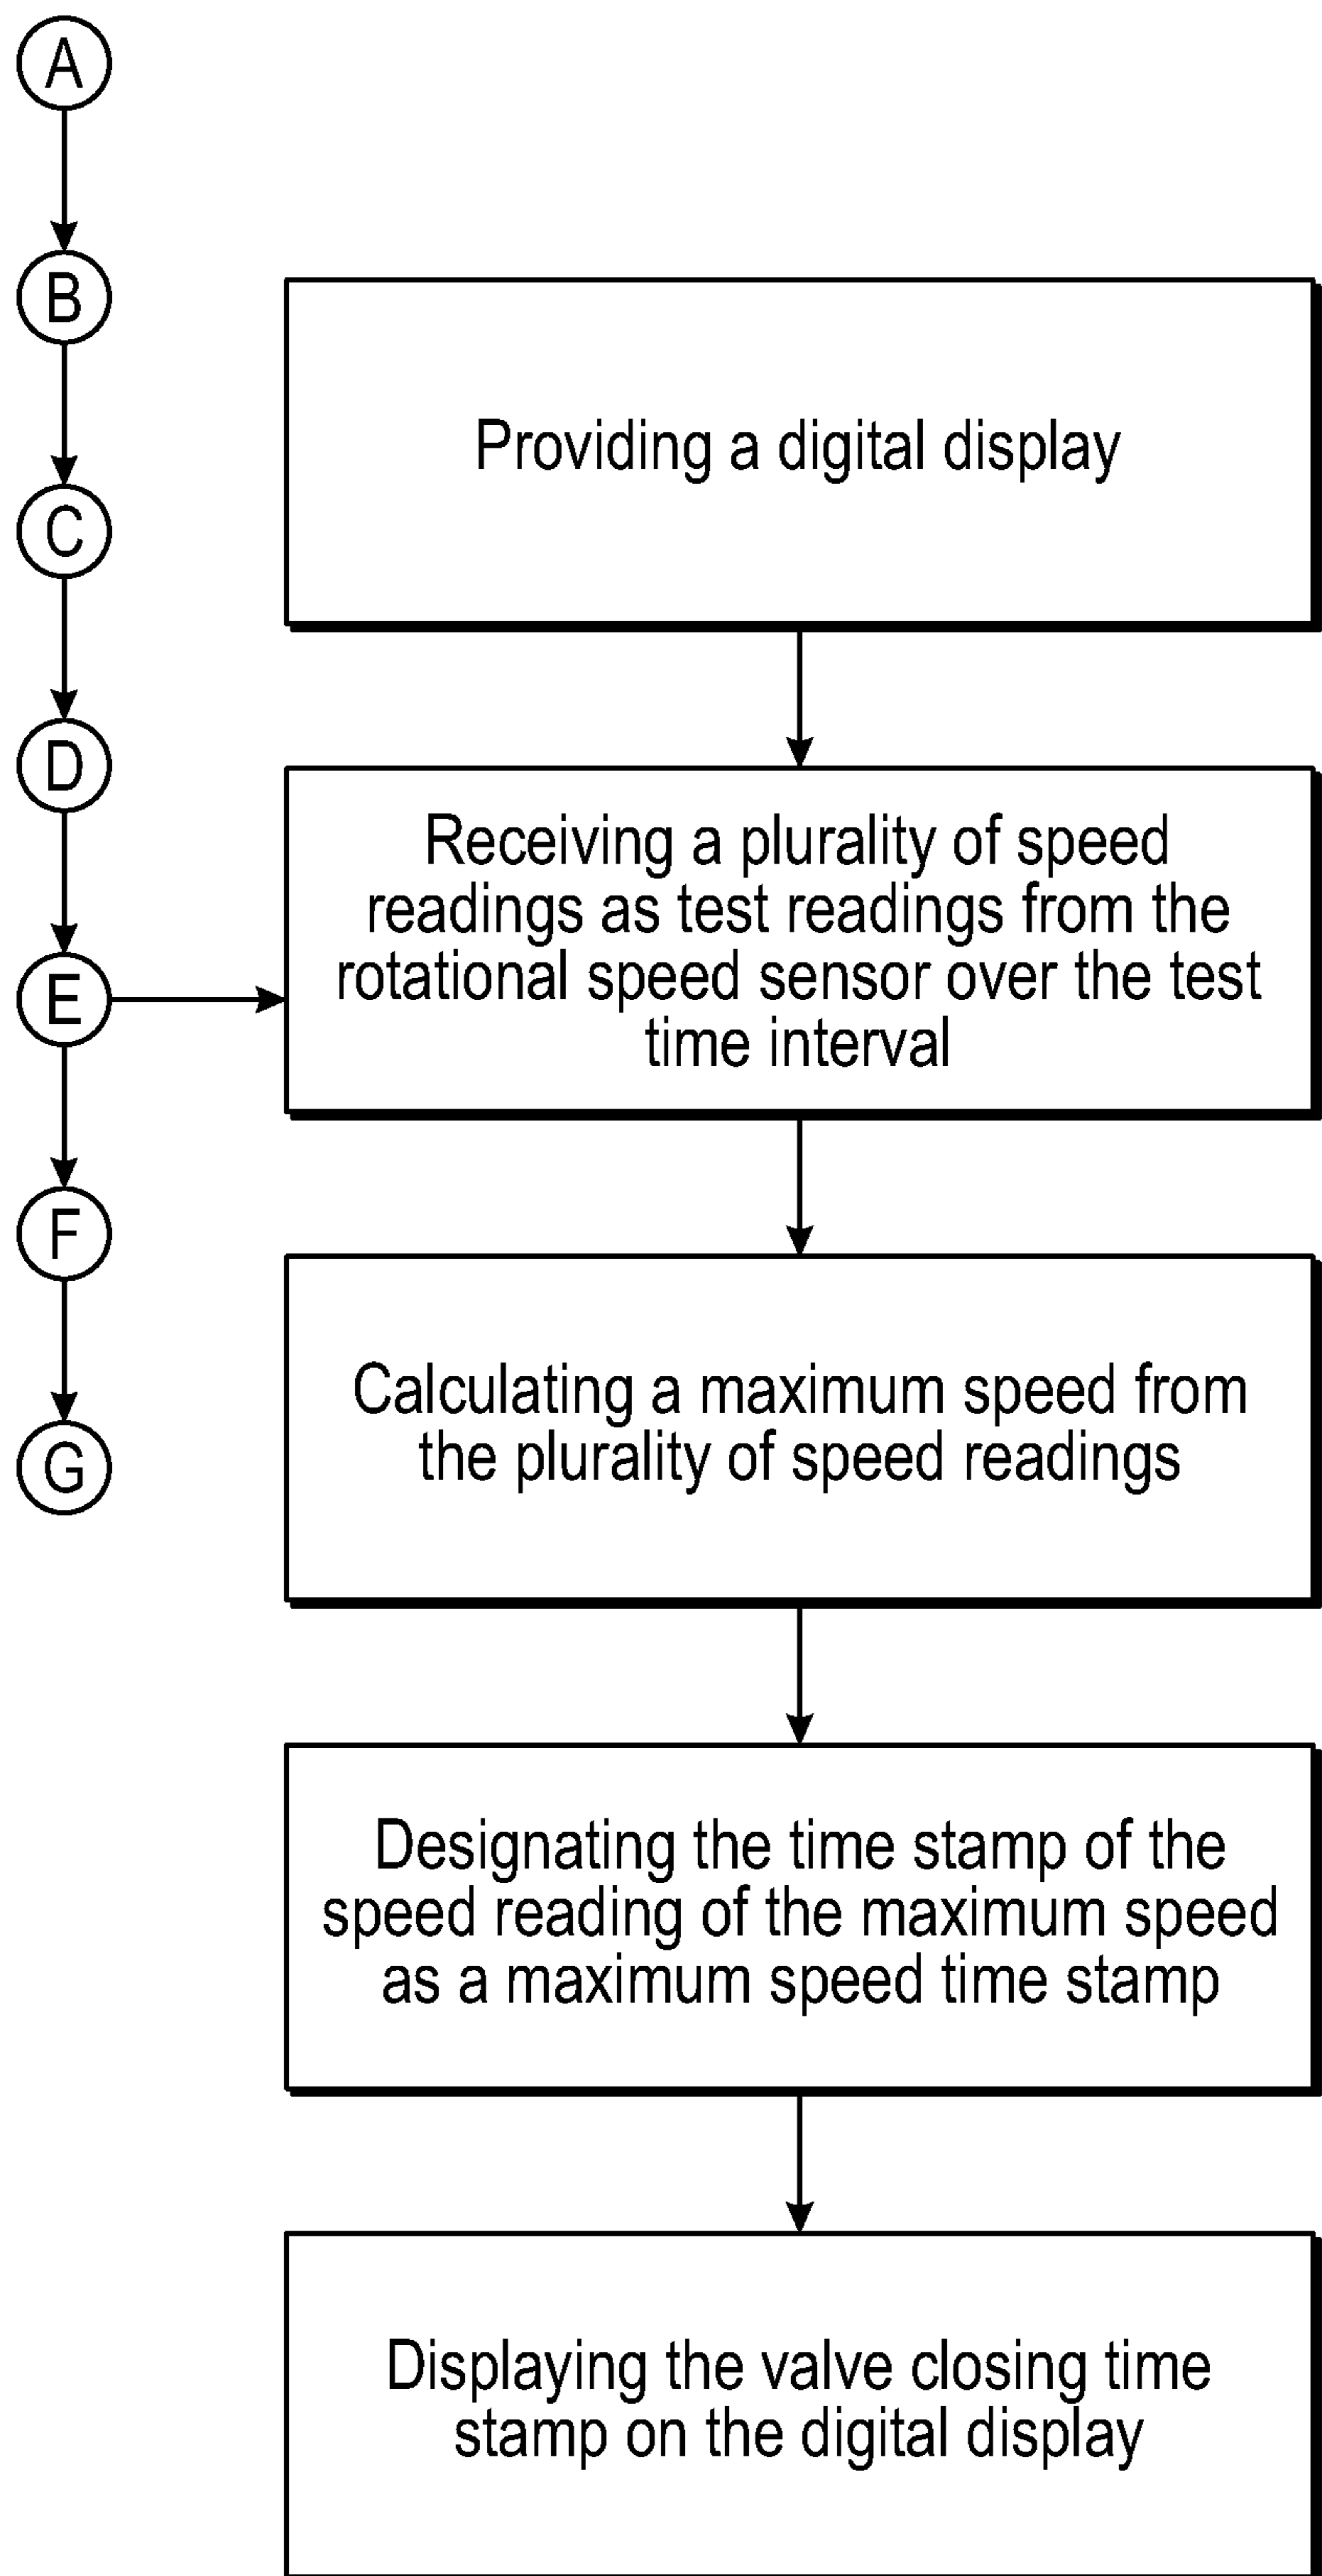 A
B
Providing a digital display
C
D
Receiving a plurality of speed
readings as test readings from the
rotational speed sensor over the test
time interval
E
F
Calculating a maximum speed from
the plurality of speed readings
G
Designating the time stamp of the
speed reading of the maximum speed
as a maximum speed time stamp
Displaying the valve closing time
stamp on the digital display